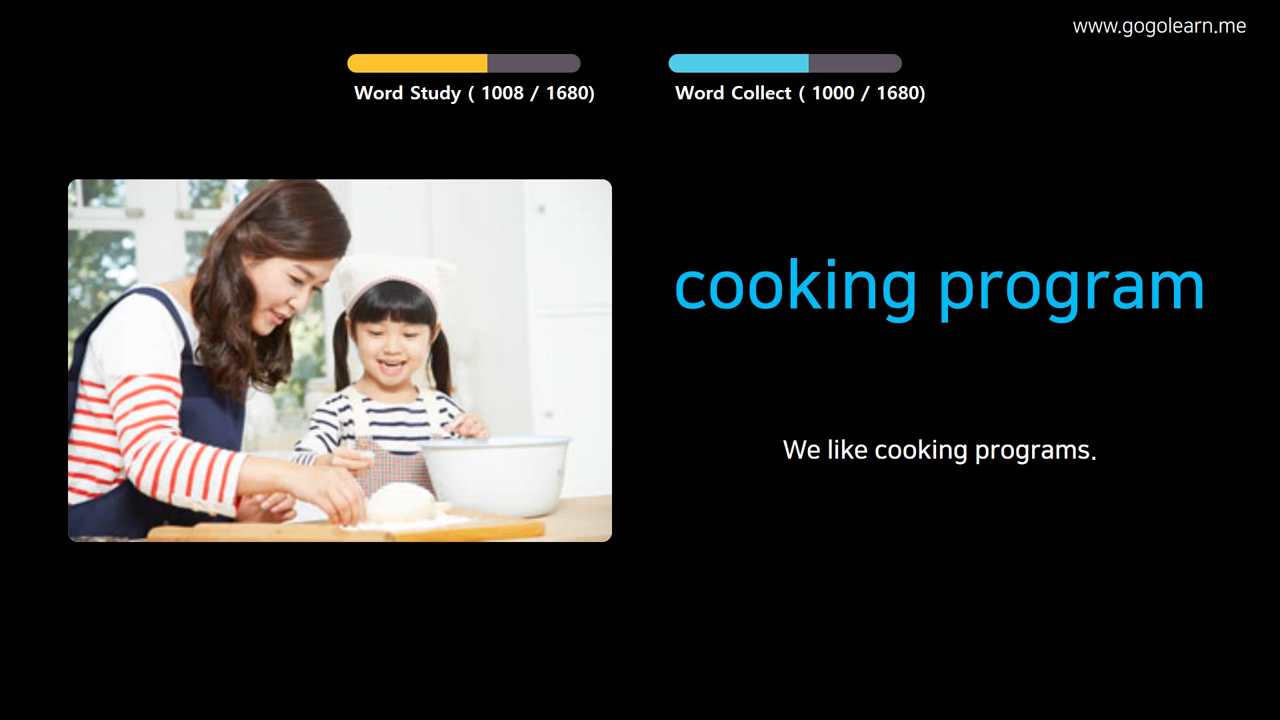 www.gogolearn.me
Word Study ( 1008 / 1680)
Word Collect ( 1000 / 1680)
cooking program
We like cooking programs.